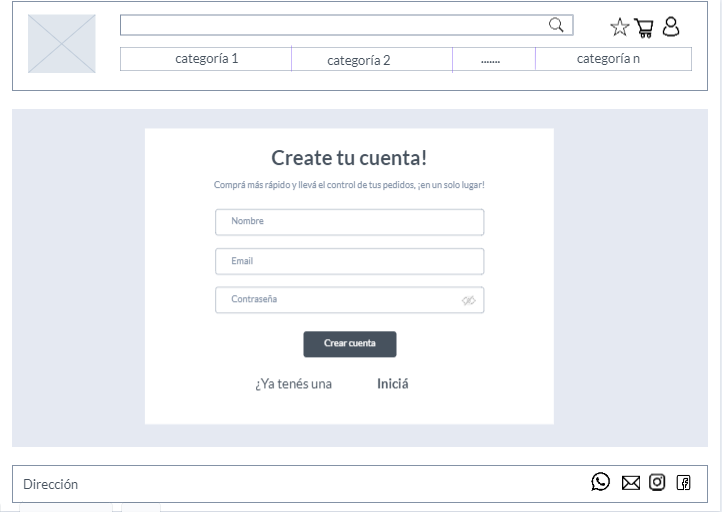 categoría 1
categoría 2
.......
categoría n
Create tu cuenta!
Comprá más rápido y llevá el control de tus pedidos, ¡en un solo lugar!
Nombre
Email
Contraseña
Crear cuenta
¿Ya tenés una Iniciá
Dirección